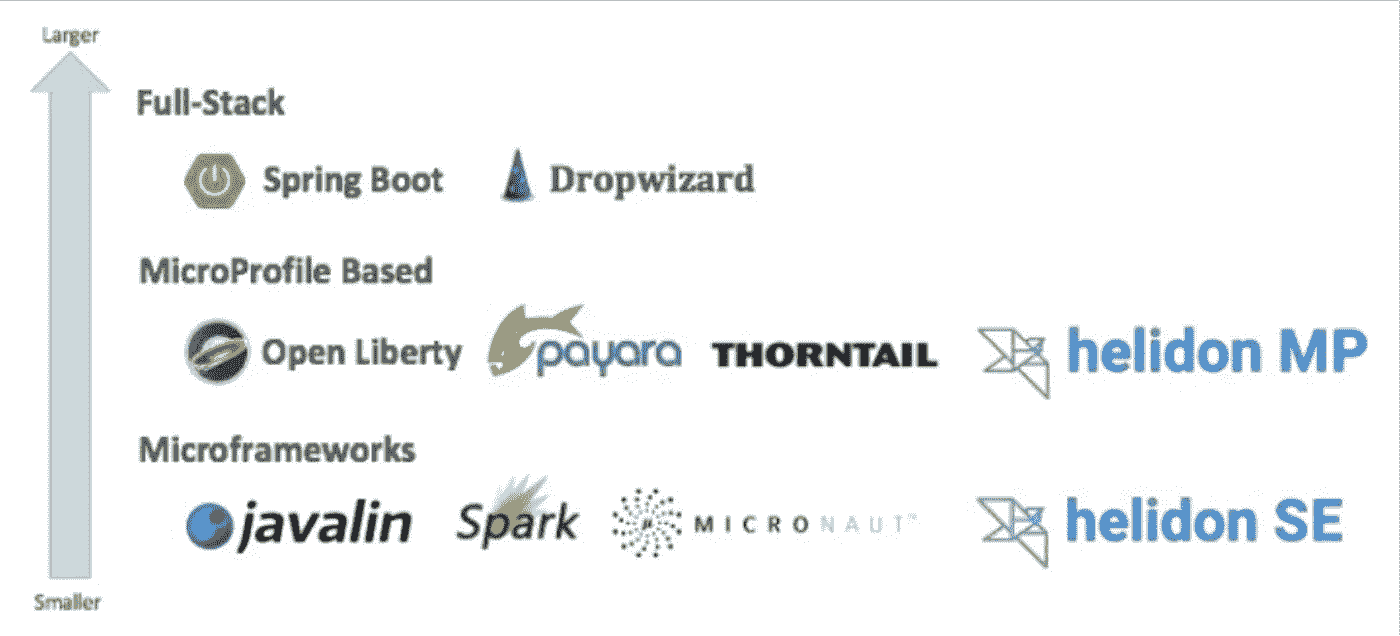 Larger
Full-Stack
Spring Boot Dropwizard
MicroProfile Based
Open Liberty payara THORNTAIL helidon MP
Microframeworks
javalin Spark μ MICRONAUT™ helidon SE
Smaller